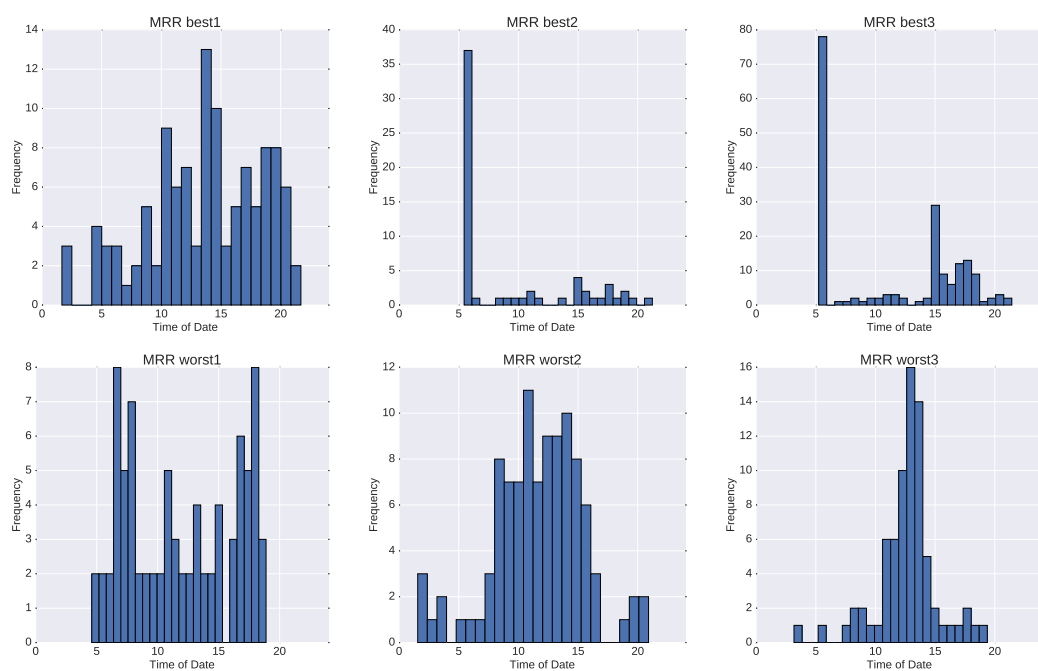 MRR best1
14
12
10
8
6
4
2
0
Frequency
0 5 10 15 20
Time of Date
MRR best2
40
35
30
25
20
15
10
5
0
Frequency
0 5 10 15 20
Time of Date
MRR best3
80
70
60
50
40
30
20
10
0
Frequency
0 5 10 15 20
Time of Date
MRR worst1
8
7
6
5
4
3
2
1
0
Frequency
0 5 10 15 20
Time of Date
MRR worst2
12
10
8
6
4
2
0
Frequency
0 5 10 15 20
Time of Date
MRR worst3
16
14
12
10
8
6
4
2
0
Frequency
0 5 10 15 20
Time of Date